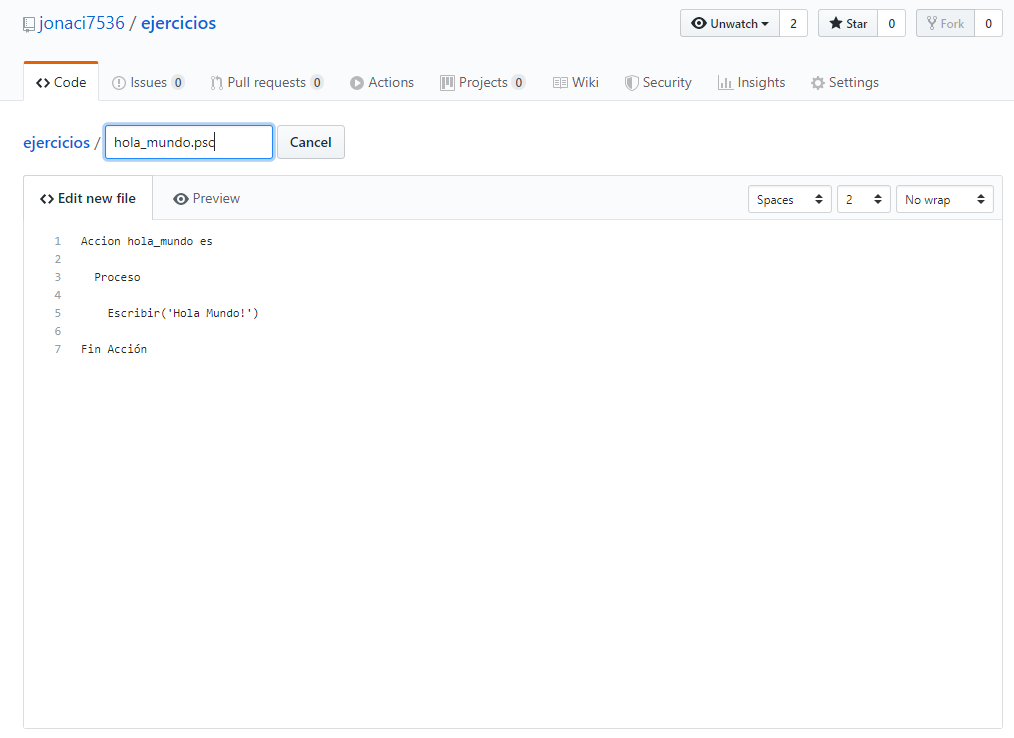 jonaci7536 / ejercicios
Unwatch 2 Star 0 Fork 0
Code Issues 0 Pull requests 0 Actions Projects 0 Wiki Security Insights Settings
ejercicios / hola_mundo.psc Cancel
Edit new file Preview Spaces 2 No wrap
1 Accion hola_mundo es
2
3 Proceso
4
5 Escribir('Hola Mundo!')
6
7 Fin Acción